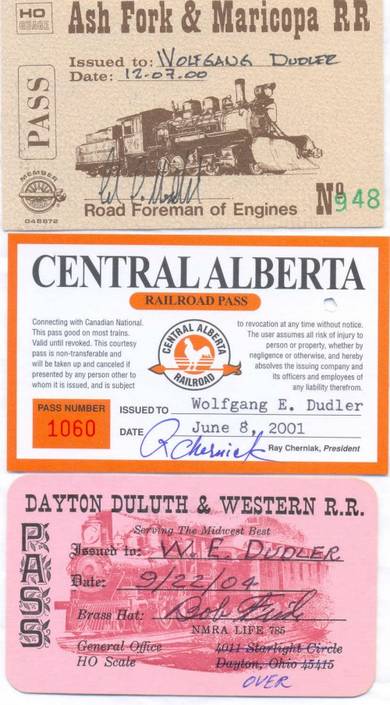 HO
GAUGE
Ash Fork & Maricopa RR
Issued to: WOLFGANG DUDLER
Date: 12-07-00
PASS
MEMBER
048872
Road Foreman of Engines
Nº 948
CENTRAL ALBERTA
RAILROAD PASS
Connecting with Canadian National.
This pass good on most trains.
Valid until revoked. This courtesy
pass is non-transferable and
will be taken up and canceled if
presented by any person other to
whom it is issued, and is subject
CENTRAL ALBERTA
RAILROAD
to revocation at any time without notice.
The user assumes all risk of injury to
person or property, whether by
negligence or otherwise, and hereby
absolves the issuing company and
its officers and employees of
any liability therefrom.
PASS NUMBER
1060
ISSUED TO Wolfgang E. Dudler
DATE June 8, 2001
R Cherniak Ray Cherniak, President
DAYTON DULUTH & WESTERN R.R.
Serving The Midwest Best
PASS
Issued to: W. E. DUDLER
Date: 9/22/04
Brass Hat: Bob
NMRA LIFE 785
General Office
HO Scale
4011 Starlight Circle
Dayton, Ohio 45415
OVER